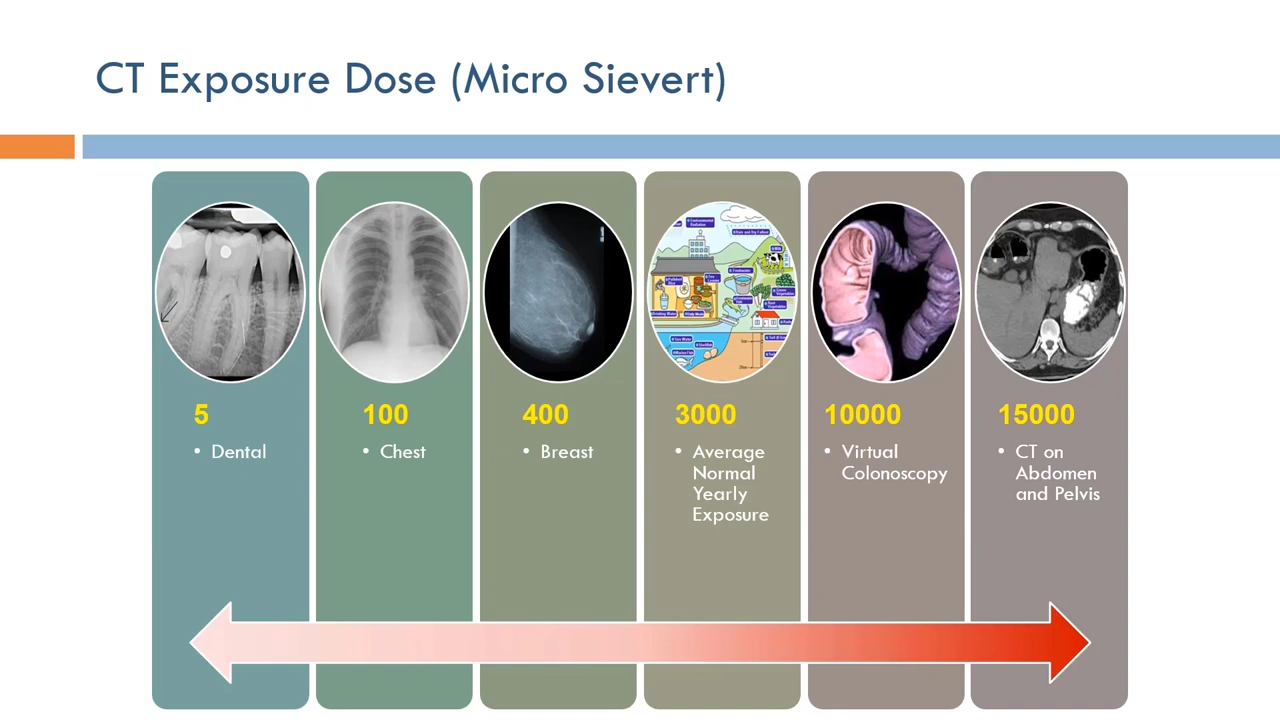 CT Exposure Dose (Micro Sievert)
5
• Dental
100
• Chest
400
• Breast
3000
• Average
Normal
Yearly
Exposure
10000
• Virtual
Colonoscopy
15000
• CT on
Abdomen
and Pelvis